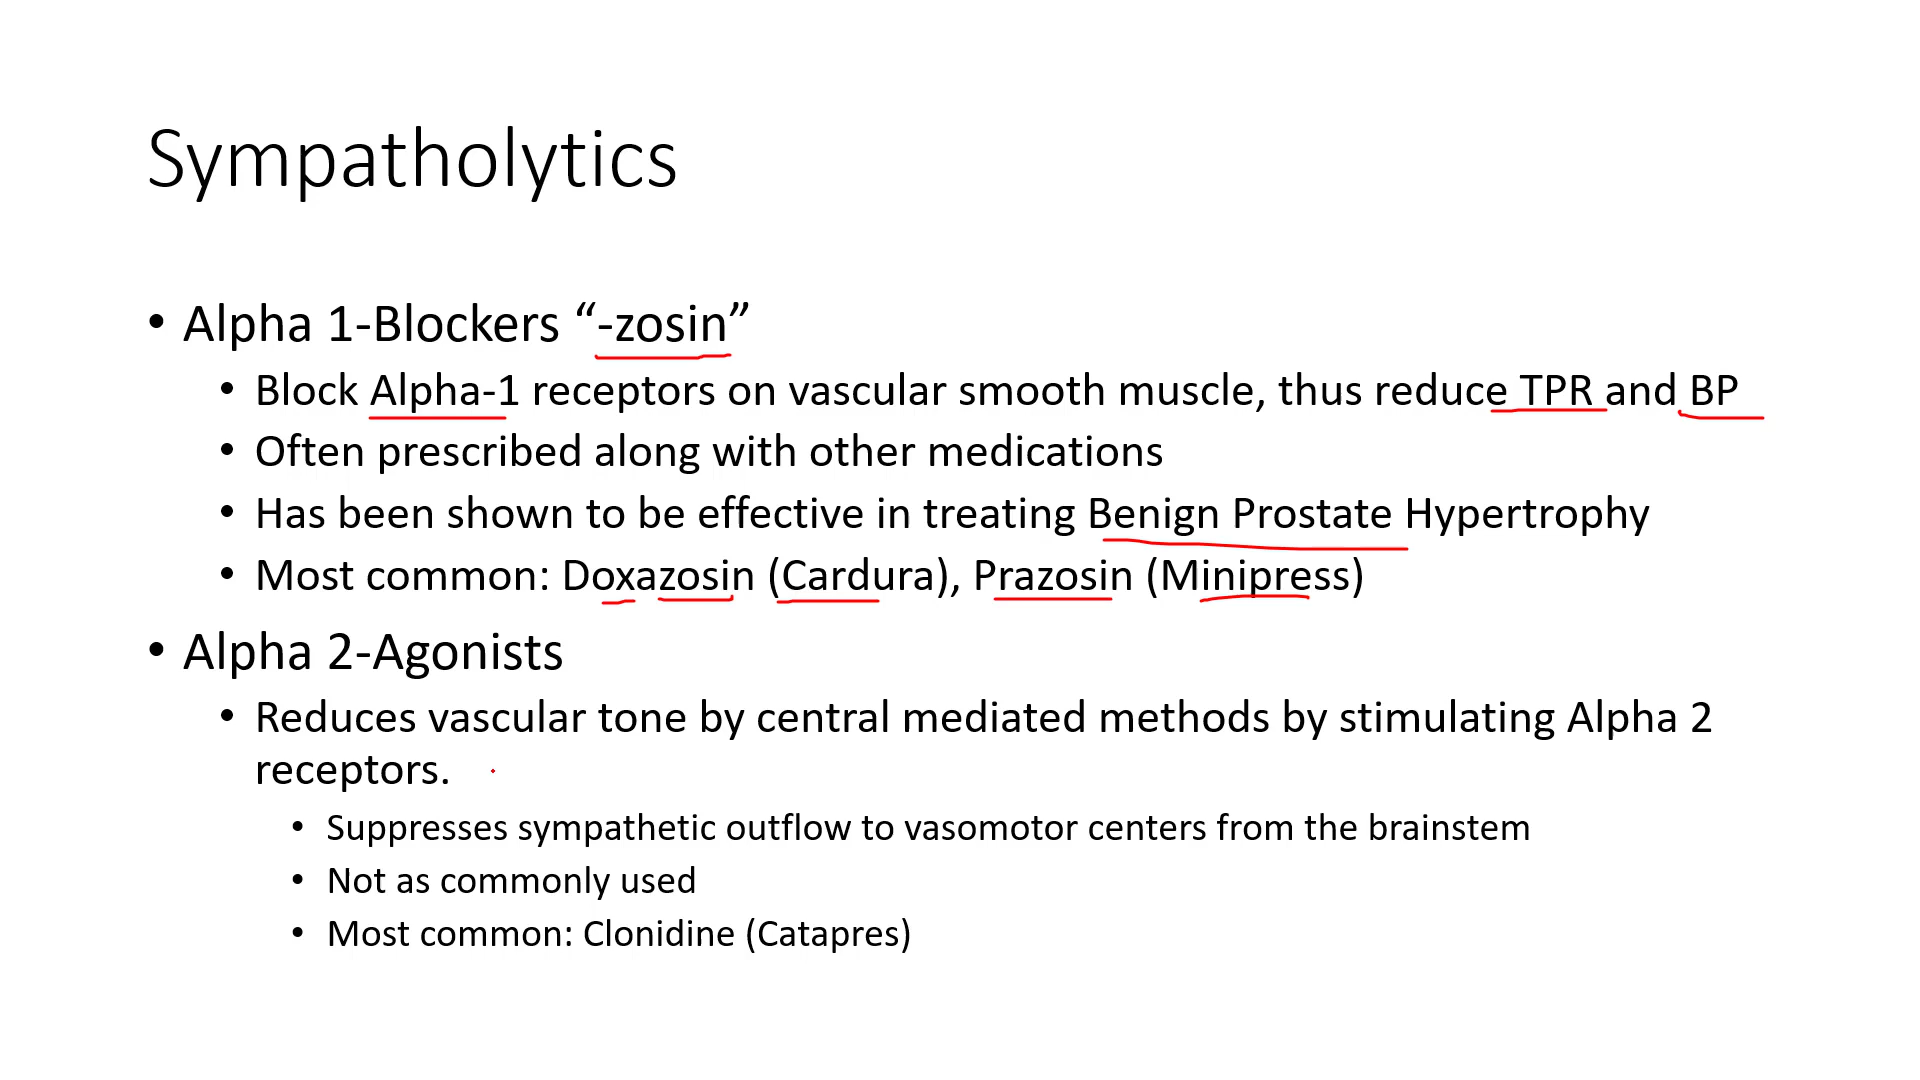 Sympatholytics
• Alpha 1-Blockers “-zosin”
• Block Alpha-1 receptors on vascular smooth muscle, thus reduce TPR and BP
• Often prescribed along with other medications
• Has been shown to be effective in treating Benign Prostate Hypertrophy
• Most common: Doxazosin (Cardura), Prazosin (Minipress)
• Alpha 2-Agonists
• Reduces vascular tone by central mediated methods by stimulating Alpha 2
receptors.
• Suppresses sympathetic outflow to vasomotor centers from the brainstem
• Not as commonly used
• Most common: Clonidine (Catapres)